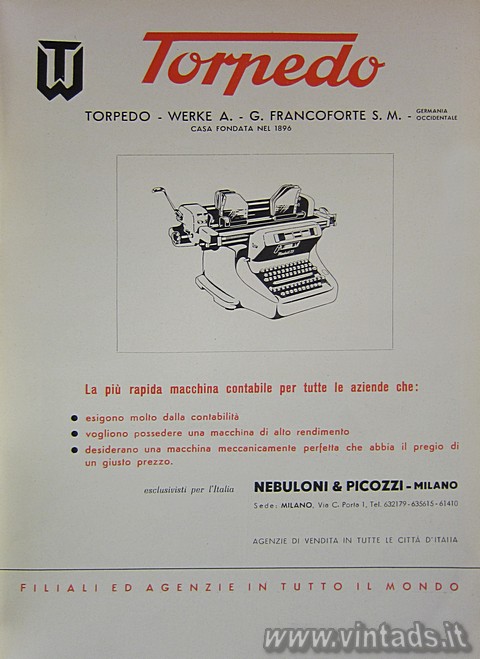 TW
Torpedo
TORPEDO - WERKE A. - G. FRANCOFORTE S. M. - GERMANIA OCCIDENTALE
CASA FONDATA NEL 1896
La più rapida macchina contabile per tutte le aziende che:
● esigono molto dalla contabilità
● vogliono possedere una macchina di alto rendimento
● desiderano una macchina meccanicamente perfetta che abbia il pregio di
un giusto prezzo.
esclusivisti per l'Italia NEBULONI & PICOZZI - MILANO
Sede: MILANO, Via C. Porta 1, Tel. 632179 - 635615 - 61410
AGENZIE DI VENDITA IN TUTTE LE CITTÀ D'ITALIA
FILIALI ED AGENZIE IN TUTTO IL MONDO
www.vintads.it